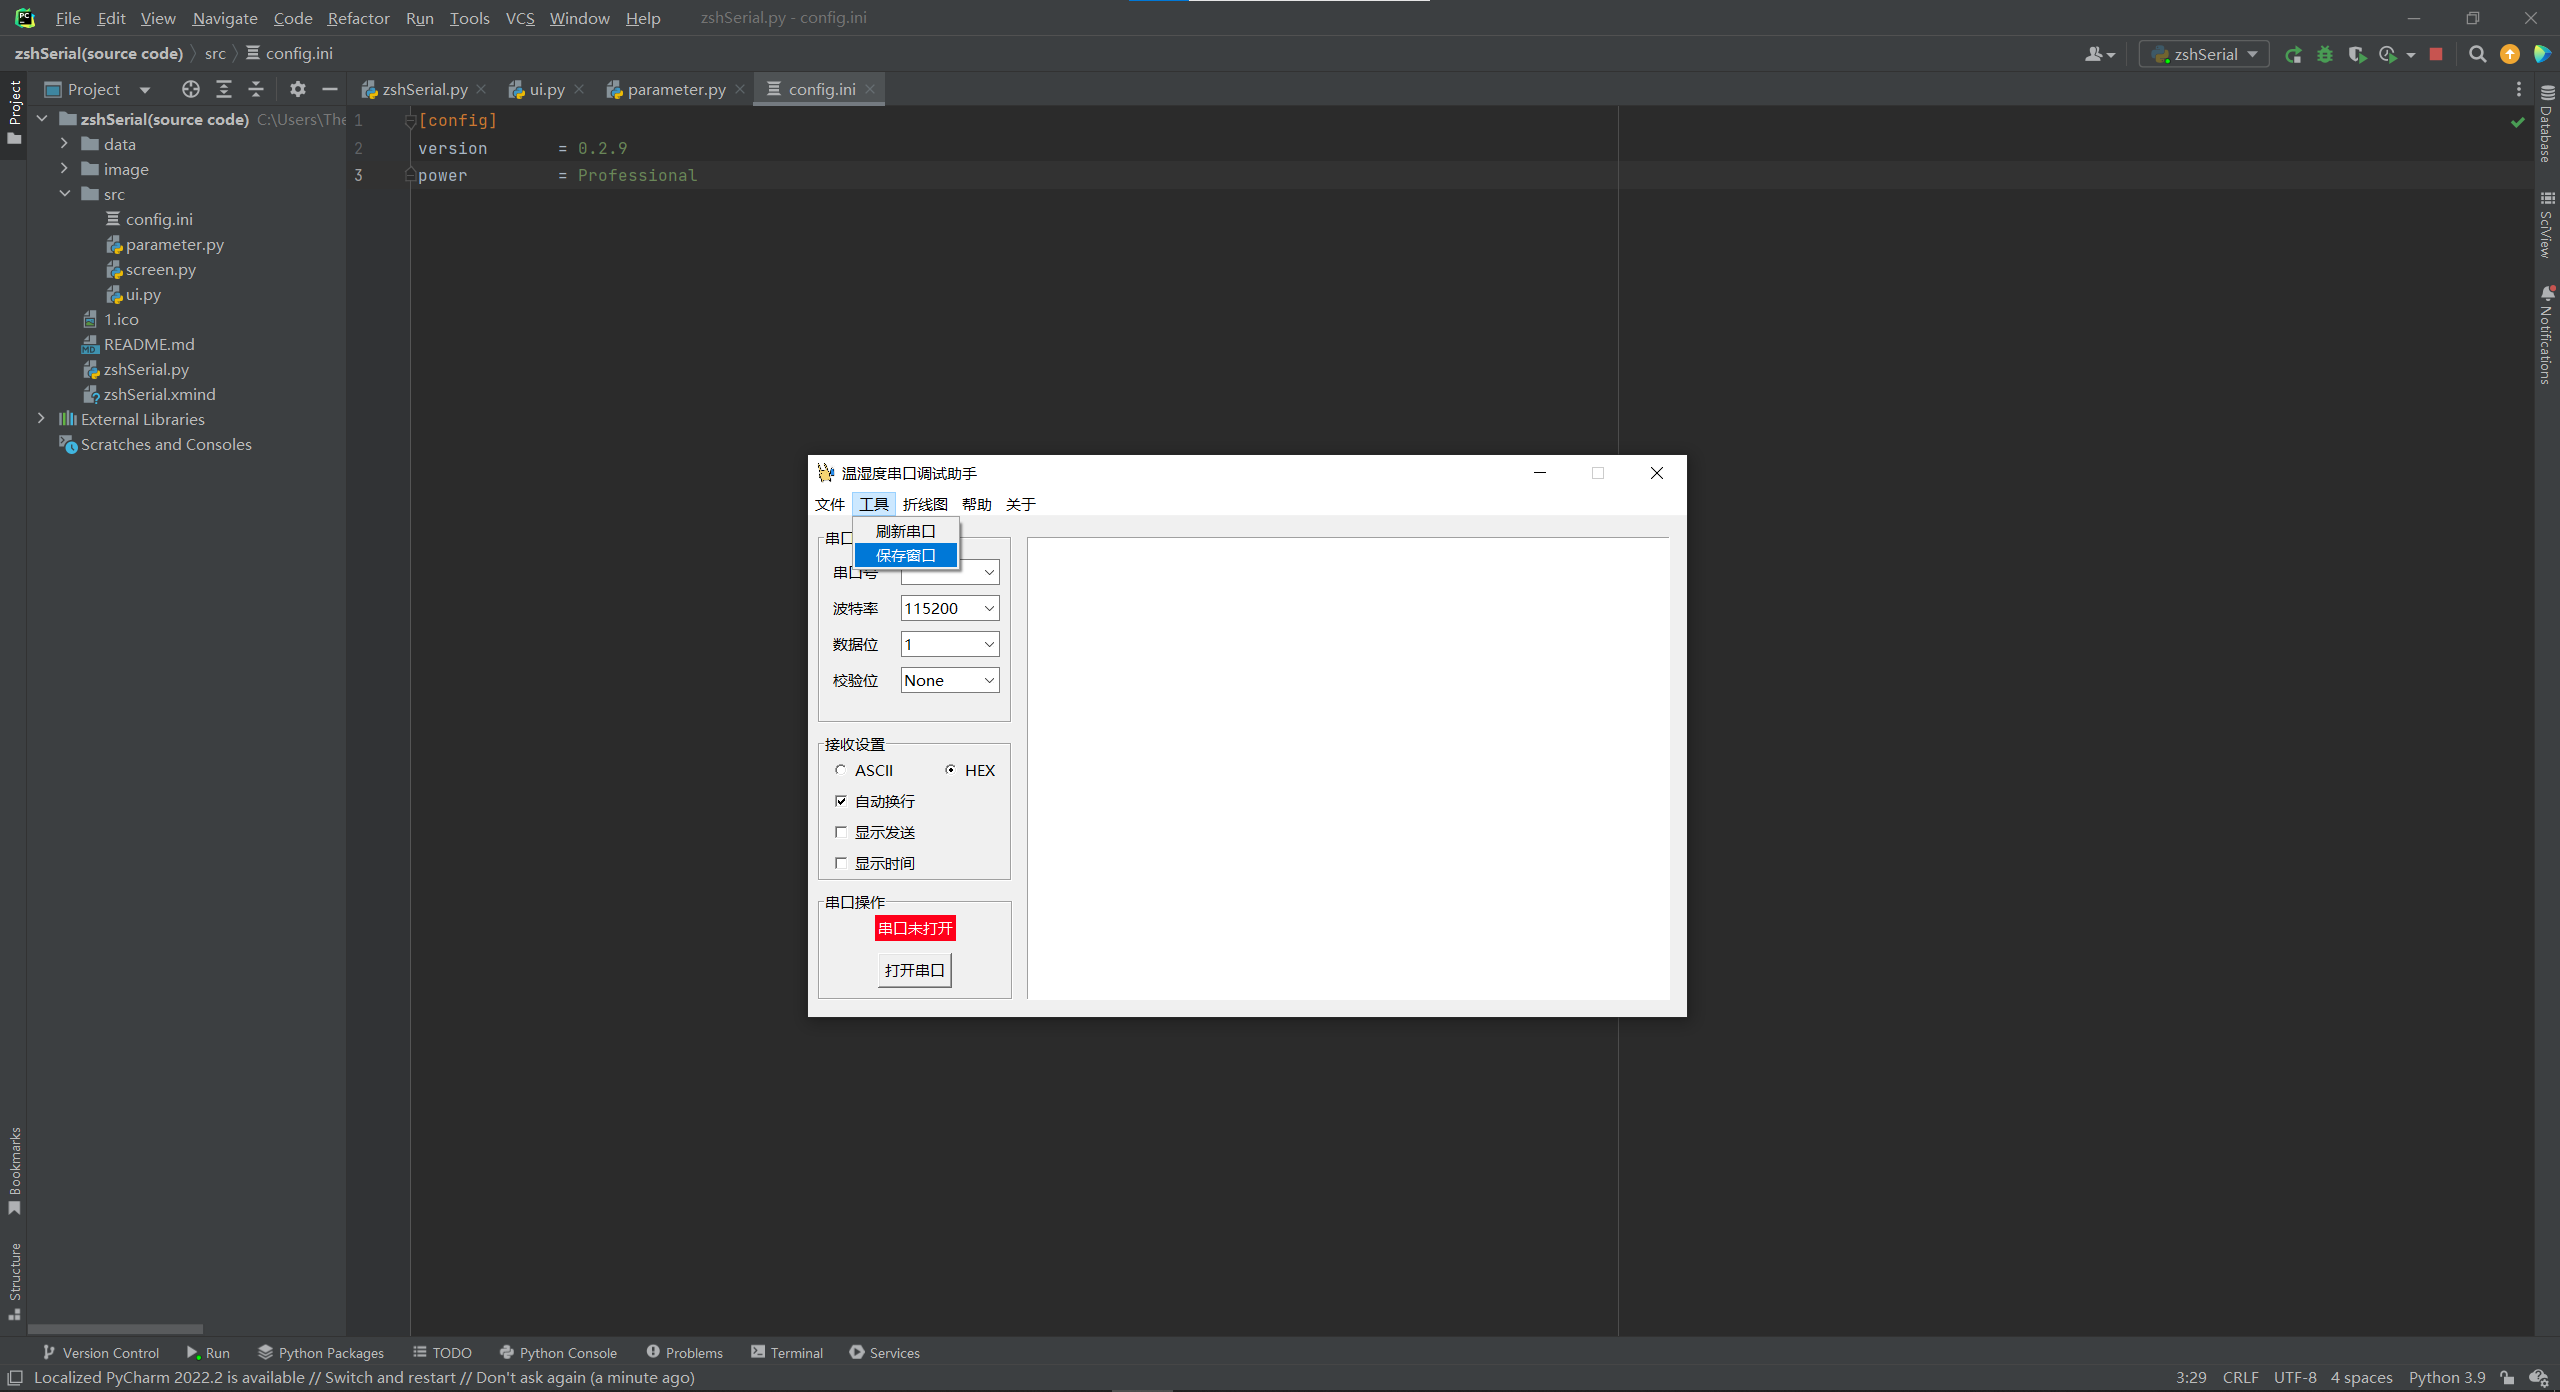 File Edit View Navigate Code Refactor Run Tools VCS Window Help zshSerial.py - config.ini
zshSerial(source code) src config.ini
zshSerial
Project
zshSerial.py ui.py parameter.py config.ini
zshSerial(source code) C:\Users\The
data
image
src
config.ini
parameter.py
screen.py
ui.py
1.ico
README.md
zshSerial.py
zshSerial.xmind
External Libraries
Scratches and Consoles
1 [config]
2 version = 0.2.9
3 power = Professional
Project
Bookmarks
Structure
Database
SciView
Notifications
温湿度串口调试助手
文件 工具 折线图 帮助 关于
刷新串口
保存窗口
串口
串口号
波特率 115200
数据位 1
校验位 None
接收设置
ASCII HEX
自动换行
显示发送
显示时间
串口操作
串口未打开
打开串口
Version Control Run Python Packages TODO Python Console Problems Terminal Services
Localized PyCharm 2022.2 is available // Switch and restart // Don't ask again (a minute ago)
3:29 CRLF UTF-8 4 spaces Python 3.9